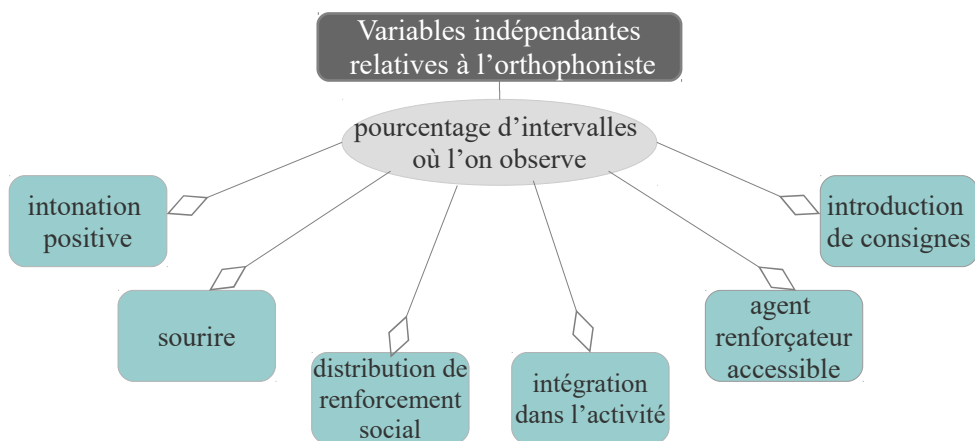 Variables indépendantes
relatives à l’orthophoniste
pourcentage d’intervalles
où l’on observe
intonation
positive
sourire
distribution de
renforcement
social
intégration
dans l’activité
agent
renforçateur
accessible
introduction
de consignes